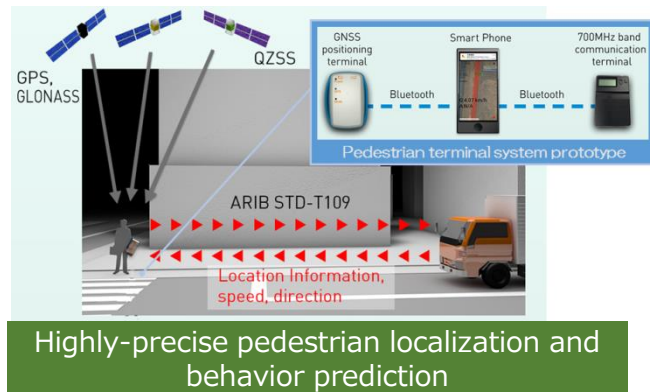 GPS,
GLONASS
QZSS
GNSS
positioning
terminal
Smart Phone
700MHz band
communication
terminal
Bluetooth
Bluetooth
Pedestrian terminal system prototype
ARIB STD-T109
Location Information,
speed, direction
Highly-precise pedestrian localization and
behavior prediction